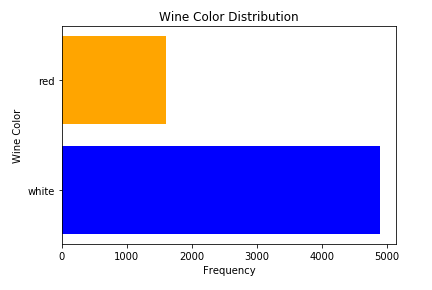 Wine Color Distribution
Wine Color
red
white
0 1000 2000 3000 4000 5000
Frequency